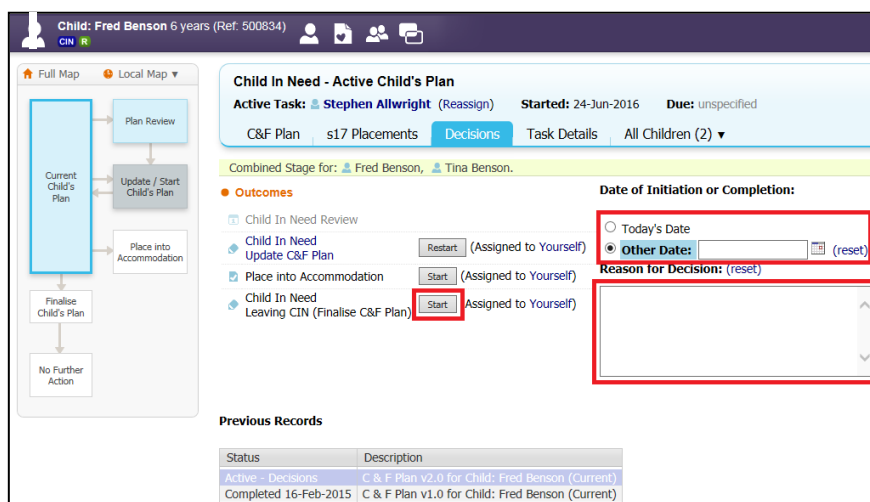 Child: Fred Benson 6 years (Ref: 500834)
CIN R
Full Map Local Map ▼
Current
Child's
Plan
Plan Review
Update / Start
Child's Plan
Place into
Accommodation
Finalise
Child's Plan
No Further
Action
Child In Need - Active Child's Plan
Active Task: Stephen Allwright (Reassign) Started: 24-Jun-2016 Due: unspecified
C&F Plan s17 Placements Decisions Task Details All Children (2) ▼
Combined Stage for: Fred Benson, Tina Benson.
Outcomes
Child In Need Review
Child In Need
Update C&F Plan Restart (Assigned to Yourself)
Place into Accommodation Start (Assigned to Yourself)
Child In Need
Leaving CIN (Finalise C&F Plan) Start Assigned to Yourself)
Date of Initiation or Completion:
Today's Date
Other Date: (reset)
Reason for Decision: (reset)
Previous Records
Status Description
Active - Decisions C & F Plan v2.0 for Child: Fred Benson (Current)
Completed 16-Feb-2015 C & F Plan v1.0 for Child: Fred Benson (Current)